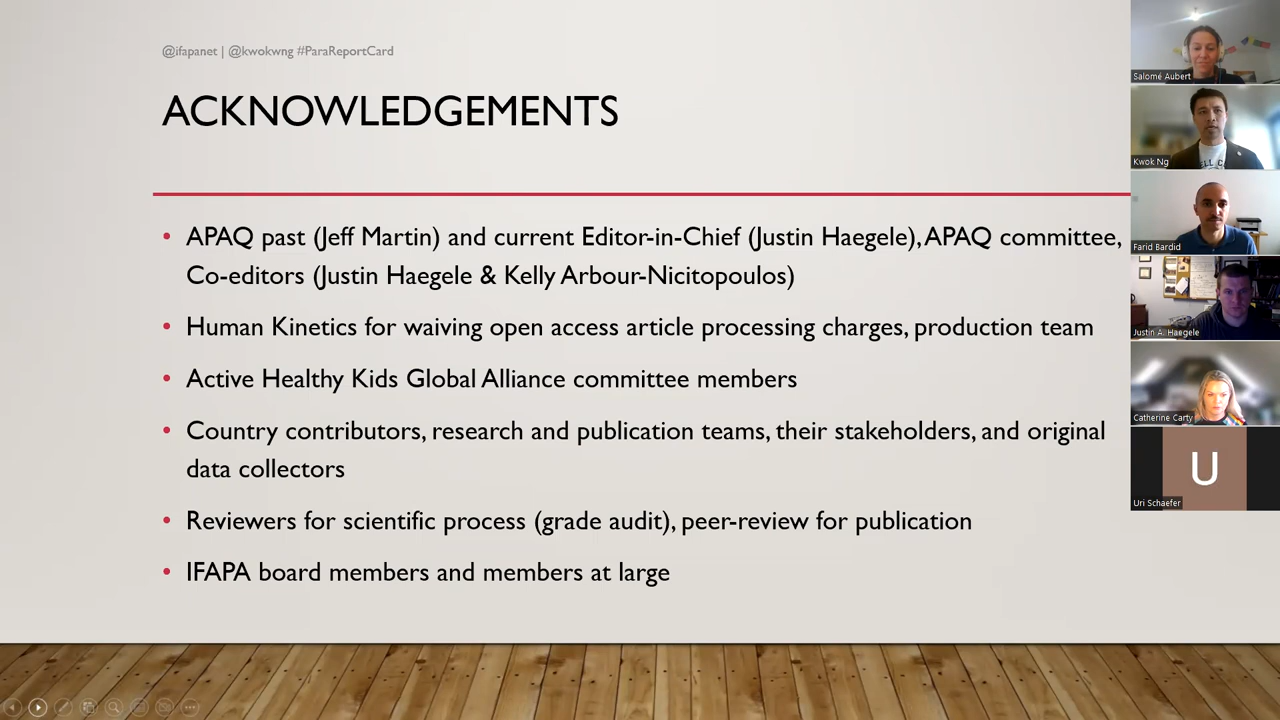 @ifapanet | @kwokwng #ParaReportCard
ACKNOWLEDGEMENTS
• APAQ past (Jeff Martin) and current Editor-in-Chief (Justin Haegele), APAQ committee,
Co-editors (Justin Haegele & Kelly Arbour-Nicitopoulos)
• Human Kinetics for waiving open access article processing charges, production team
• Active Healthy Kids Global Alliance committee members
• Country contributors, research and publication teams, their stakeholders, and original
data collectors
• Reviewers for scientific process (grade audit), peer-review for publication
• IFAPA board members and members at large
Salomé Aubert
Kwok Ng
Farid Bardid
Justin A. Haegele
Catherine Carty
U
Uri Schaefer